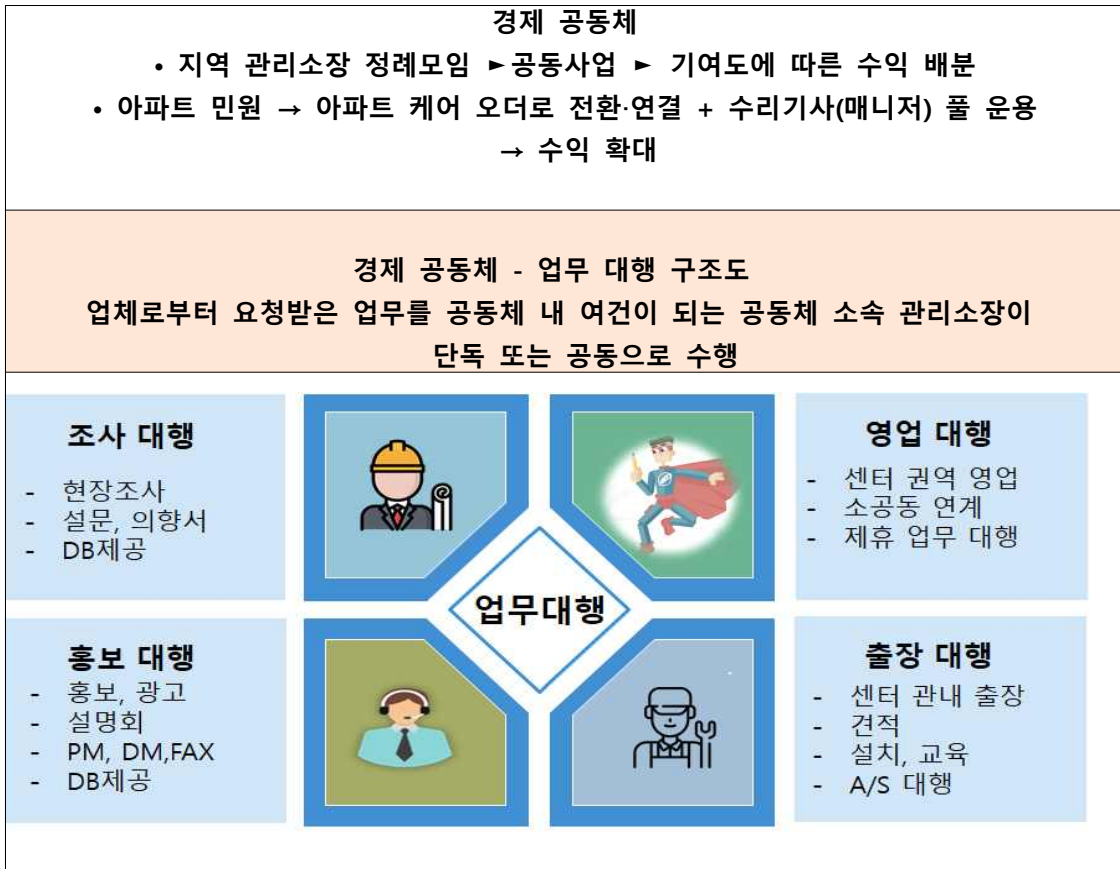 경제 공동체
• 지역 관리소장 정례모임 ►공동사업 ► 기여도에 따른 수익 배분
• 아파트 민원 → 아파트 케어 오더로 전환·연결 + 수리기사(매니저) 풀 운용
→ 수익 확대
경제 공동체 - 업무 대행 구조도
업체로부터 요청받은 업무를 공동체 내 여건이 되는 공동체 소속 관리소장이
단독 또는 공동으로 수행
조사 대행
- 현장조사
- 설문, 의향서
- DB제공
영업 대행
- 센터 권역 영업
- 소공동 연계
- 제휴 업무 대행
업무대행
홍보 대행
- 홍보, 광고
- 설명회
- PM, DM,FAX
- DB제공
출장 대행
- 센터 관내 출장
- 견적
- 설치, 교육
- A/S 대행